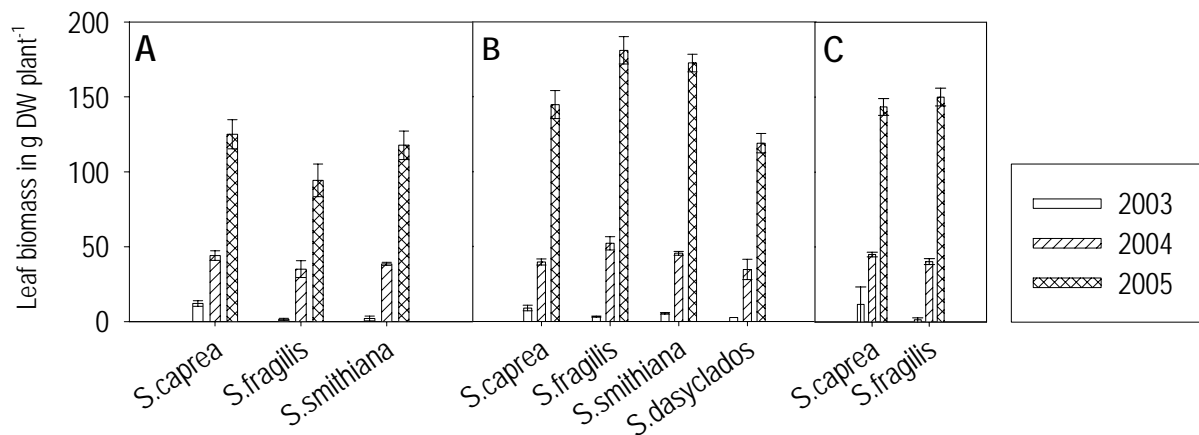 Leaf biomass in g DW plant-1
200
150
100
50
0
A
B
C
S.caprea
S.fragilis
S.smithiana
S.caprea
S.fragilis
S.smithiana
S.dasyclados
S.caprea
S.fragilis
2003
2004
2005